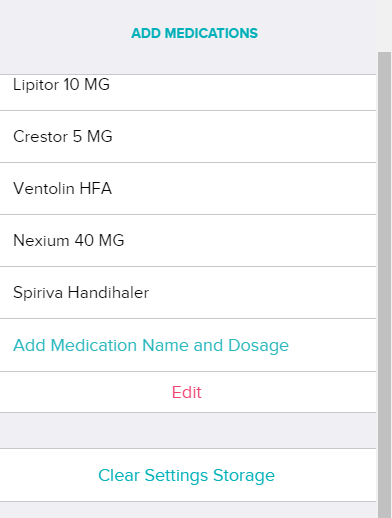 ADD MEDICATIONS
Lipitor 10 MG
Crestor 5 MG
Ventolin HFA
Nexium 40 MG
Spiriva Handihaler
Add Medication Name and Dosage
Edit
Clear Settings Storage